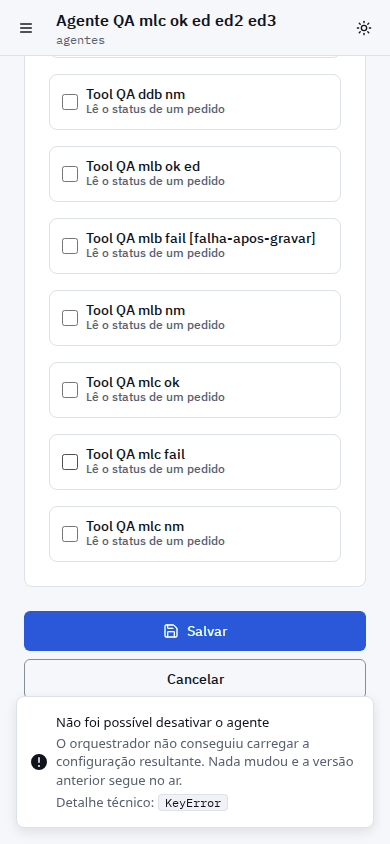 Agente QA mlc ok ed ed2 ed3
agentes
Tool QA ddb nm
Lê o status de um pedido
Tool QA mlb ok ed
Lê o status de um pedido
Tool QA mlb fail [falha-apos-gravar]
Lê o status de um pedido
Tool QA mlb nm
Lê o status de um pedido
Tool QA mlc ok
Lê o status de um pedido
Tool QA mlc fail
Lê o status de um pedido
Tool QA mlc nm
Lê o status de um pedido
Salvar
Cancelar
Não foi possível desativar o agente
O orquestrador não conseguiu carregar a
configuração resultante. Nada mudou e a versão
anterior segue no ar.
Detalhe técnico: KeyError